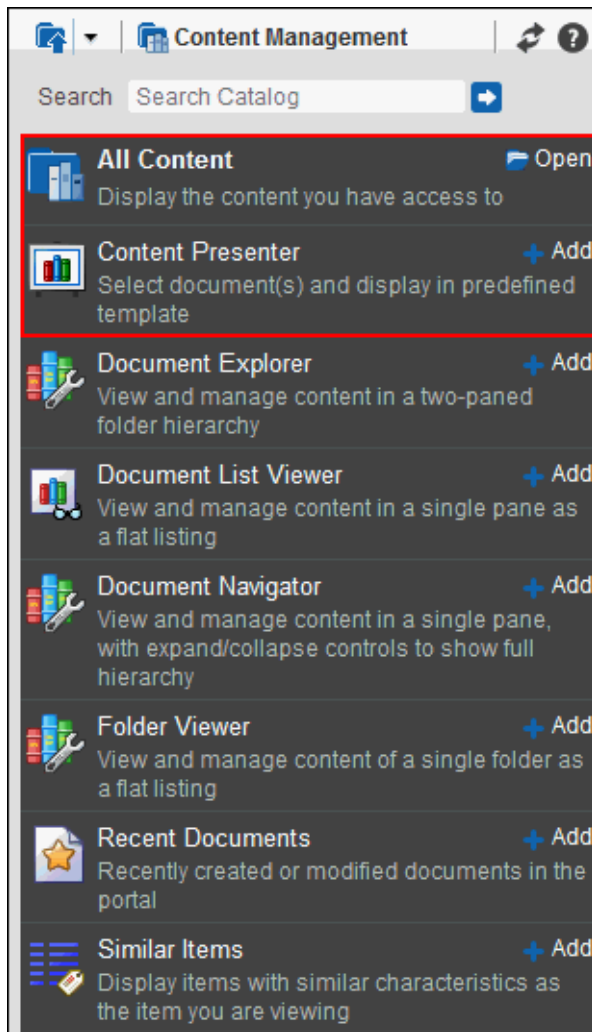 Content Management
Search Search Catalog
All Content Open
Display the content you have access to
Content Presenter Add
Select document(s) and display in predefined
template
Document Explorer Add
View and manage content in a two-paned
folder hierarchy
Document List Viewer Add
View and manage content in a single pane as
a flat listing
Document Navigator Add
View and manage content in a single pane,
with expand/collapse controls to show full
hierarchy
Folder Viewer Add
View and manage content of a single folder as
a flat listing
Recent Documents Add
Recently created or modified documents in the
portal
Similar Items Add
Display items with similar characteristics as
the item you are viewing